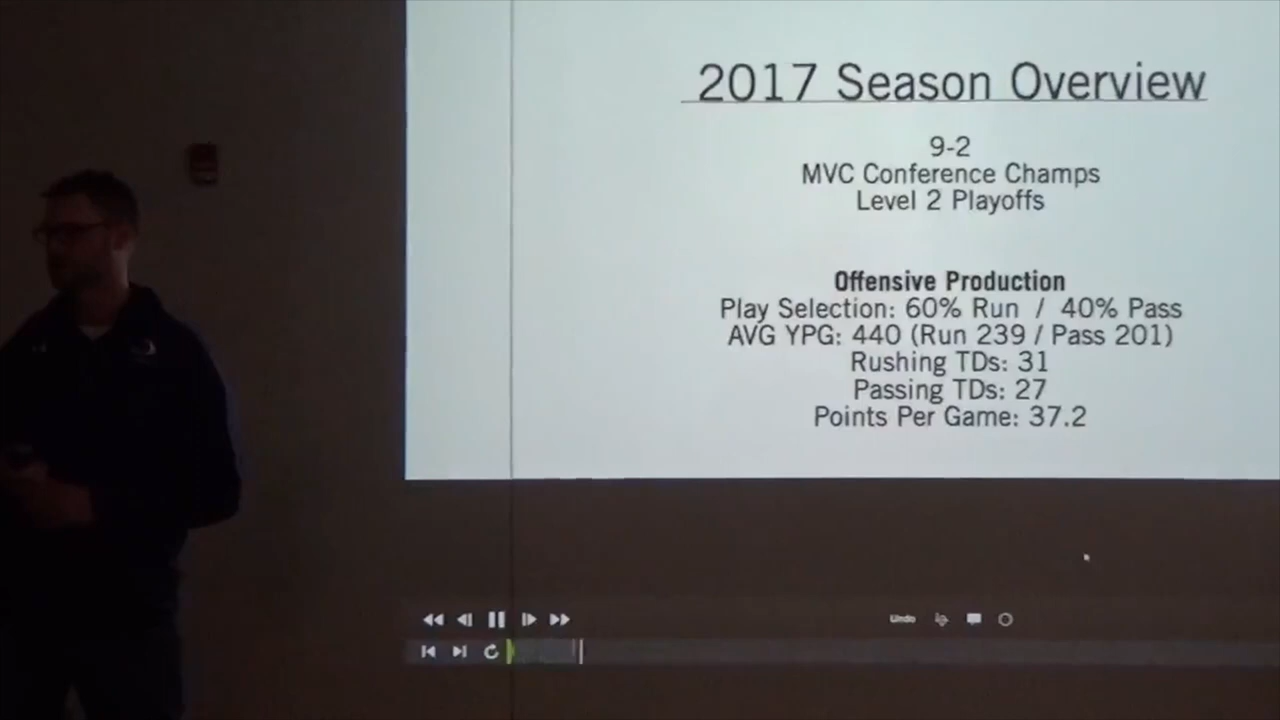 2017 Season Overview
9-2
MVC Conference Champs
Level 2 Playoffs
Offensive Production
Play Selection: 60% Run / 40% Pass
AVG YPG: 440 (Run 239 / Pass 201)
Rushing TDs: 31
Passing TDs: 27
Points Per Game: 37.2
Undo